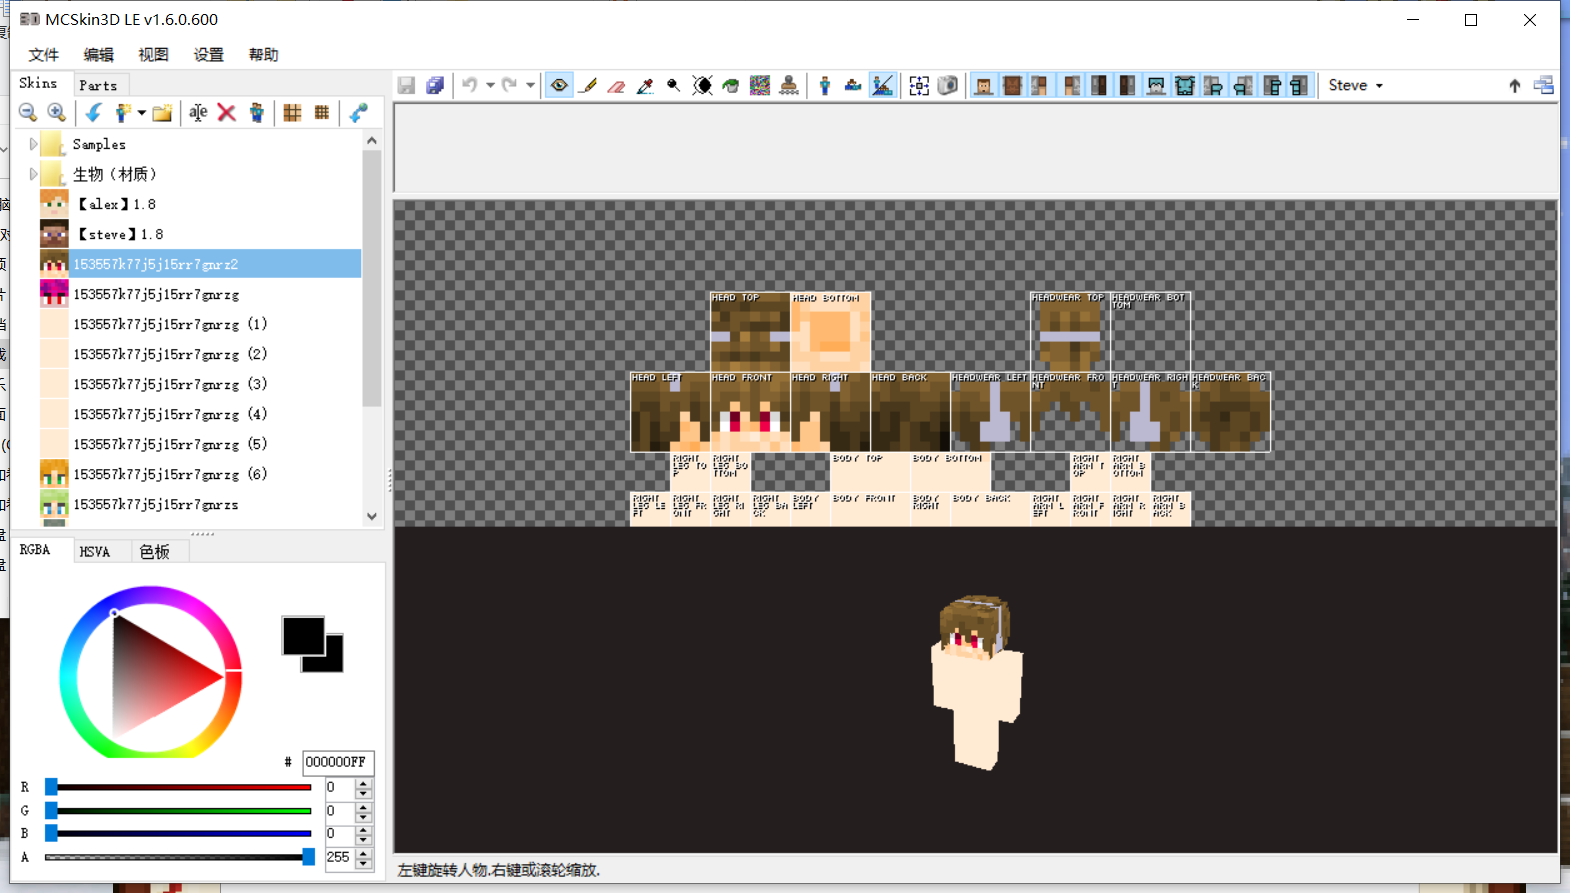 MCSkin3D LE v1.6.0.600
文件 编辑 视图 设置 帮助
Skins Parts
Steve
Samples
生物（材质）
【alex】1.8
【steve】1.8
153557k77j5j15rr7gnrz2
153557k77j5j15rr7gnrzg
153557k77j5j15rr7gnrzg (1)
153557k77j5j15rr7gnrzg (2)
153557k77j5j15rr7gnrzg (3)
153557k77j5j15rr7gnrzg (4)
153557k77j5j15rr7gnrzg (5)
153557k77j5j15rr7gnrzg (6)
153557k77j5j15rr7gnrzs
RGBA HSVA 色板
# 000000FF
R 0
G 0
B 0
A 255
HEAD TOP HEAD BOTTOM HEADWEAR TOP HEADWEAR BOTTOM
HEAD LEFT HEAD FRONT HEAD RIGHT HEAD BACK HEADWEAR LEFT HEADWEAR FRONT HEADWEAR RIGHT HEADWEAR BACK
RIGHT LEG TOP RIGHT LEG BOTTOM BODY TOP BODY BOTTOM RIGHT ARM TOP RIGHT ARM BOTTOM
RIGHT LEG LEFT RIGHT LEG FRONT RIGHT LEG RIGHT RIGHT LEG BACK BODY LEFT BODY FRONT BODY RIGHT BODY BACK RIGHT ARM LEFT RIGHT ARM FRONT RIGHT ARM RIGHT RIGHT ARM BACK
左键旋转人物,右键或滚轮缩放.